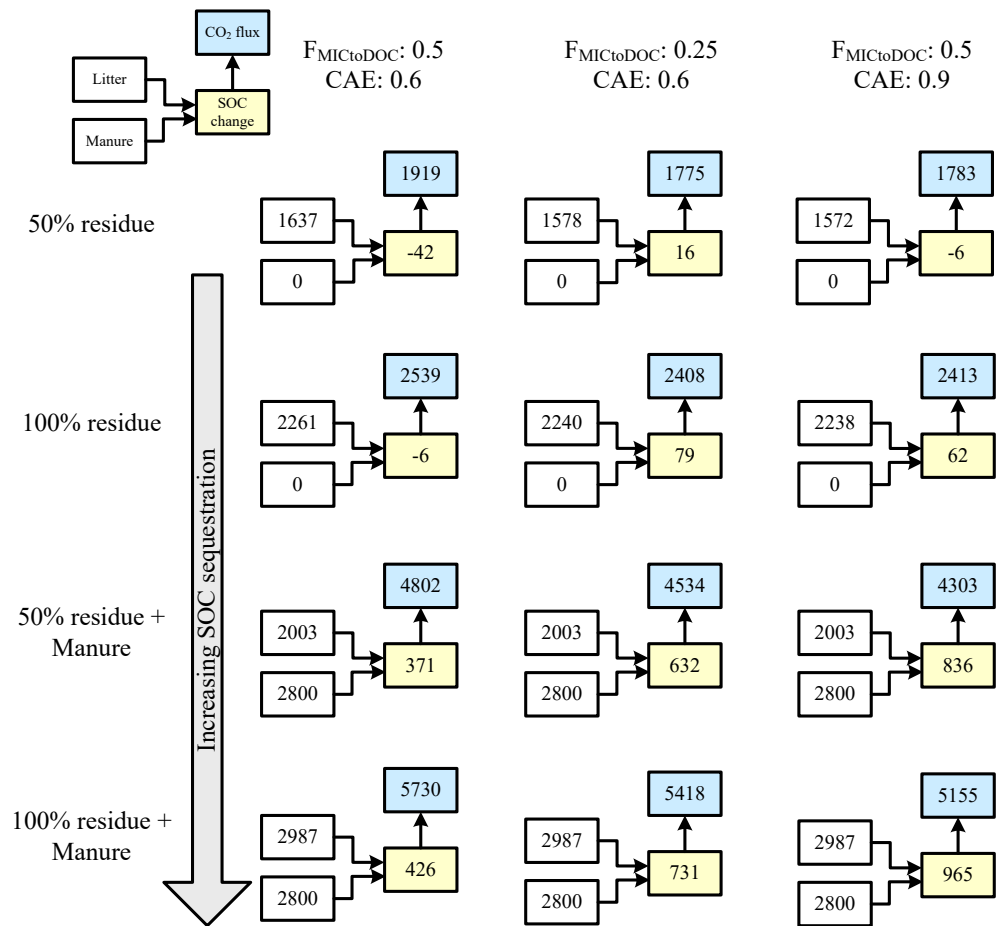 CO₂ flux
Litter
SOC
change
Manure
F_MICtoDOC: 0.5
CAE: 0.6
F_MICtoDOC: 0.25
CAE: 0.6
F_MICtoDOC: 0.5
CAE: 0.9
50% residue
1919
1637
-42
0
1775
1578
16
0
1783
1572
-6
0
100% residue
2539
2261
-6
0
2408
2240
79
0
2413
2238
62
0
Increasing SOC sequestration
50% residue +
Manure
4802
2003
371
2800
4534
2003
632
2800
4303
2003
836
2800
100% residue +
Manure
5730
2987
426
2800
5418
2987
731
2800
5155
2987
965
2800